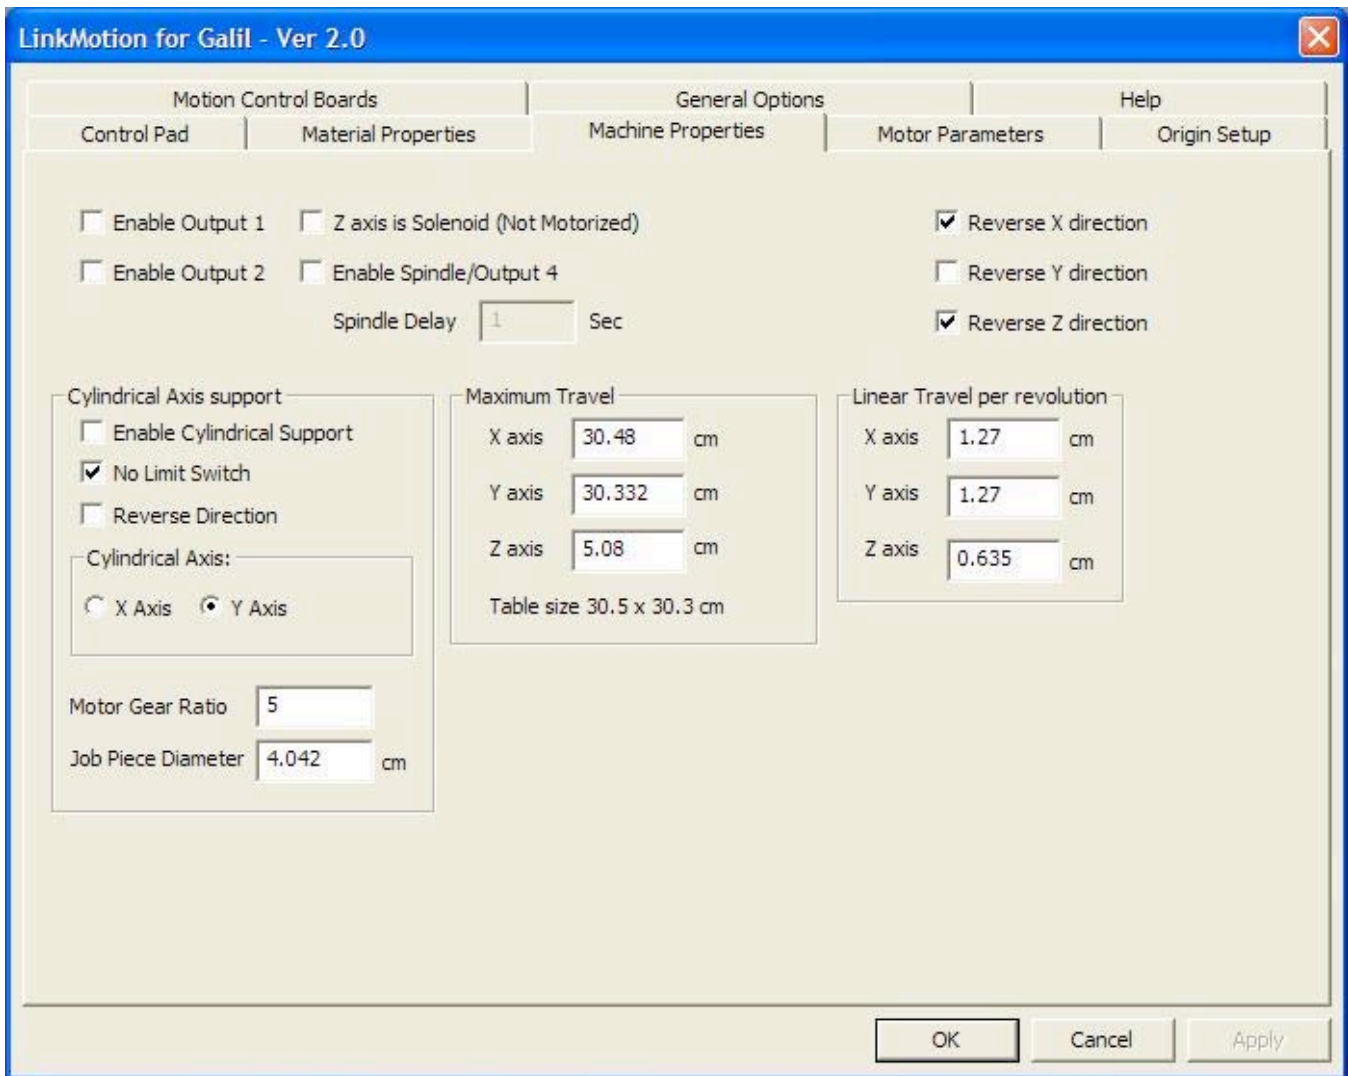 LinkMotion for Galil - Ver 2.0
Motion Control Boards General Options Help
Control Pad Material Properties Machine Properties Motor Parameters Origin Setup
Enable Output 1 Z axis is Solenoid (Not Motorized) Reverse X direction
Enable Output 2 Enable Spindle/Output 4 Reverse Y direction
Spindle Delay 1 Sec Reverse Z direction
Cylindrical Axis support
Enable Cylindrical Support
No Limit Switch
Reverse Direction
Cylindrical Axis:
X Axis Y Axis
Motor Gear Ratio 5
Job Piece Diameter 4.042 cm
Maximum Travel
X axis 30.48 cm
Y axis 30.332 cm
Z axis 5.08 cm
Table size 30.5 x 30.3 cm
Linear Travel per revolution
X axis 1.27 cm
Y axis 1.27 cm
Z axis 0.635 cm
OK Cancel Apply